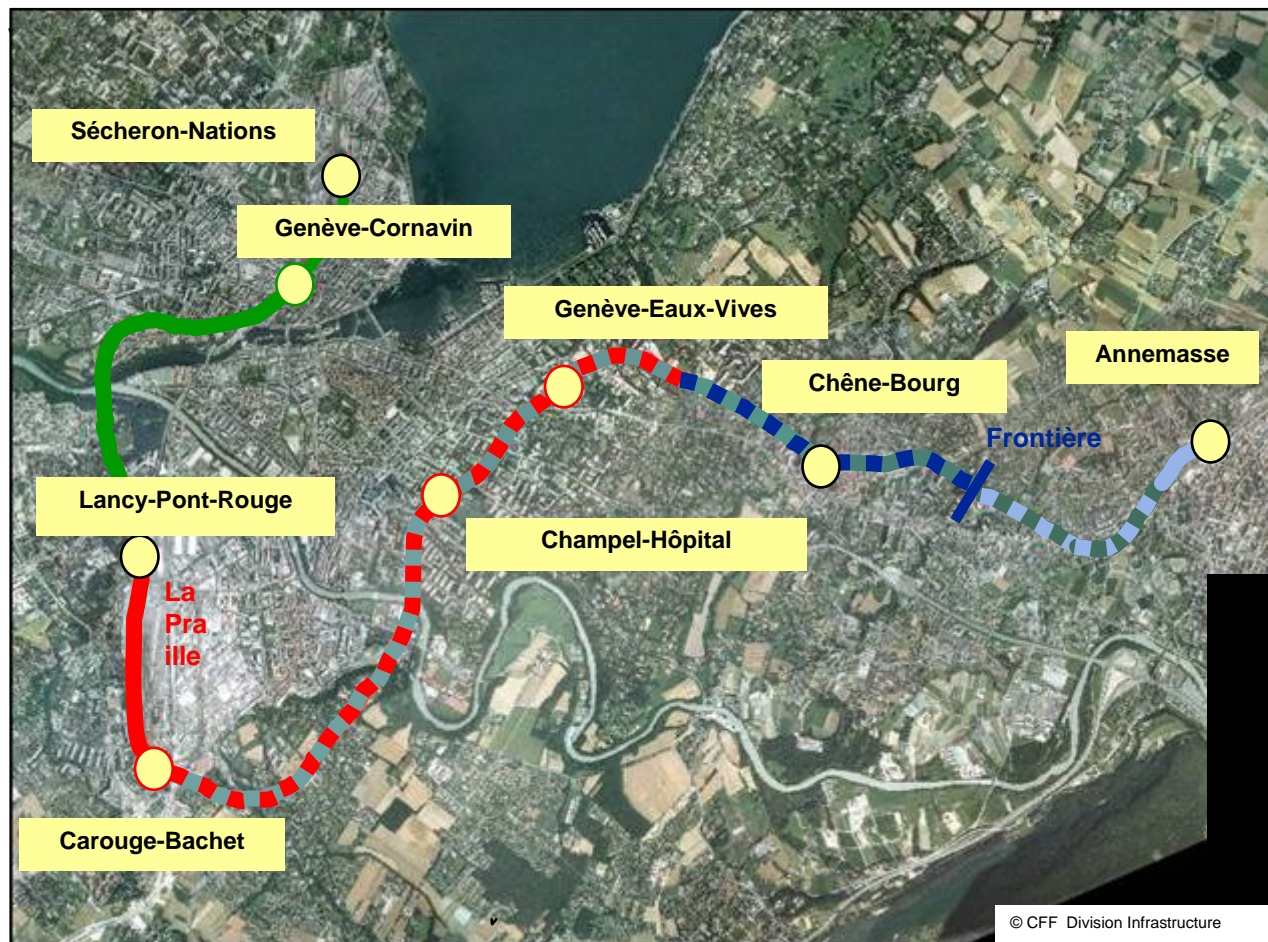 Sécheron-Nations
Genève-Cornavin
Genève-Eaux-Vives
Annemasse
Chêne-Bourg
Frontière
Lancy-Pont-Rouge
Champel-Hôpital
La
Pra
ille
Carouge-Bachet
© CFF Division Infrastructure